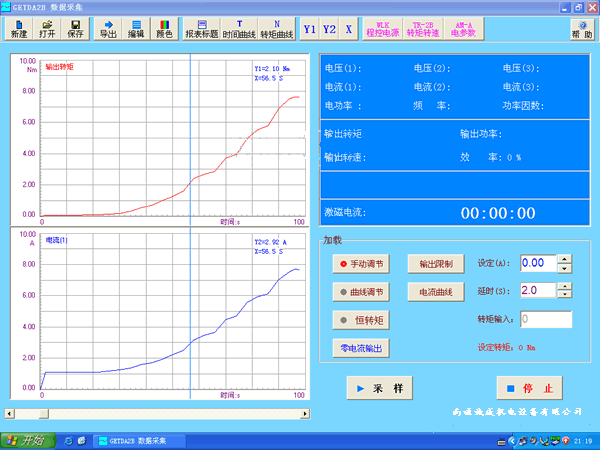 GETDA2B 数据采集
新建 打开 保存 导出 编辑 颜色 报表标题 时间曲线 转矩曲线 Y1 Y2 X WLK 程控电源 TR-2B 转矩转速 AM-A 电参数 帮 助
10.00 输出转矩 Y1=2.10 Nm
Nm X=56.5 S
8.00
6.00
4.00
2.00
0.00
0 时间:s 100
10.00 电流(1) Y2=2.92 A
A X=56.5 S
8.00
6.00
4.00
2.00
0.00
0 时间:s 100
电压(1): 电压(2): 电压(3):
电流(1): 电流(2): 电流(3):
电功率: 频 率: 功率因数:
输出转矩 输出功率:
输出转速: 效 率: 0 %
激磁电流: 00:00:00
加载
手动调节 输出限制 设定(A): 0.00
曲线调节 电流曲线 延时(S): 2.0
恒转矩 转矩输入: 0
零电流输出 设定转矩: 0 Nm
采 样 停 止
机电设备有限公司
开始 GETDA2B 数据采集 21:19